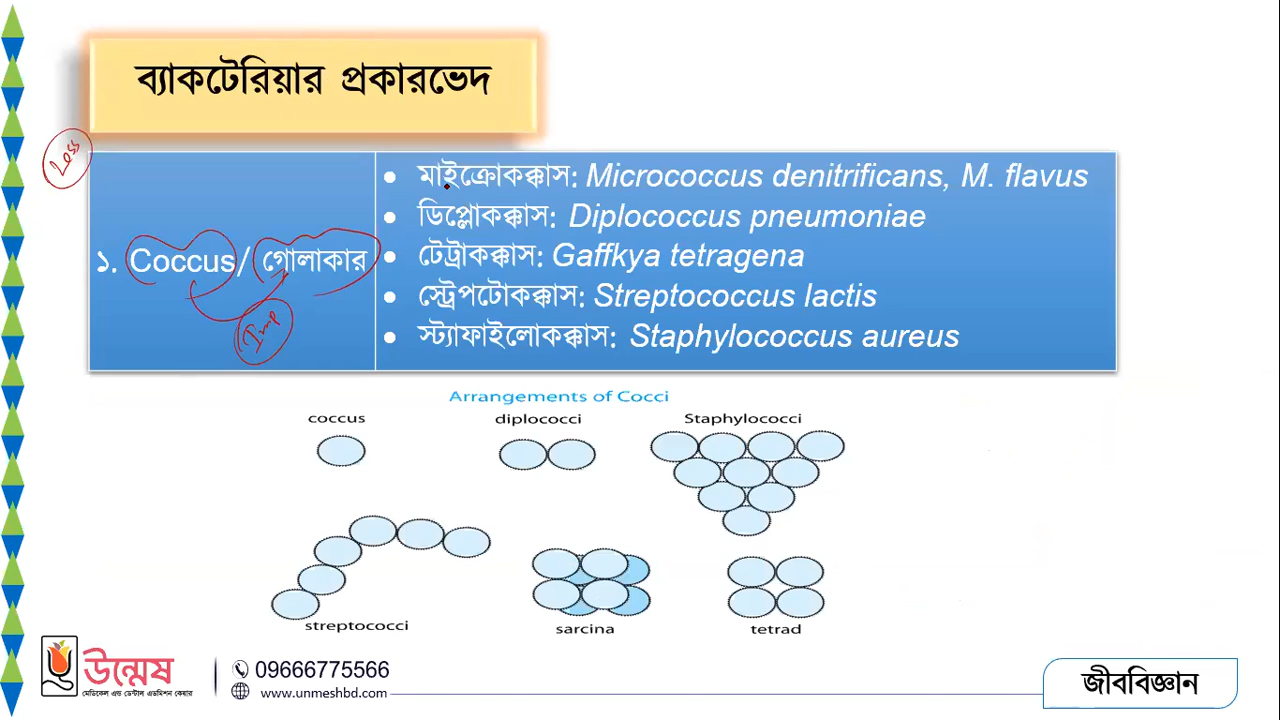 ব্যাকটেরিয়ার প্রকারভেদ
Less
১. Coccus/ গোলাকার
Imp
• মাইক্রোকক্কাস: Micrococcus denitrificans, M. flavus
• ডিপ্লোকক্কাস: Diplococcus pneumoniae
• টেট্রাকক্কাস: Gaffkya tetragena
• স্ট্রেপটোকক্কাস: Streptococcus lactis
• স্ট্যাফাইলোকক্কাস: Staphylococcus aureus
Arrangements of Cocci
coccus
diplococci
Staphylococci
streptococci
sarcina
tetrad
উন্মেষ
মেডিকেল এন্ড ডেন্টাল এডমিশন কেয়ার
09666775566
www.unmeshbd.com
জীববিজ্ঞান